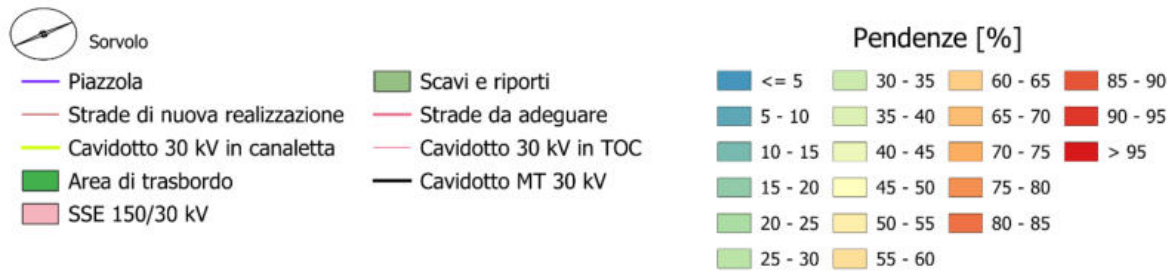 Sorvolo
Piazzola
Strade di nuova realizzazione
Cavidotto 30 kV in canaletta
Area di trasbordo
SSE 150/30 kV
Scavi e riporti
Strade da adeguare
Cavidotto 30 kV in TOC
Cavidotto MT 30 kV
Pendenze [%]
<= 5
5 - 10
10 - 15
15 - 20
20 - 25
25 - 30
30 - 35
35 - 40
40 - 45
45 - 50
50 - 55
55 - 60
60 - 65
65 - 70
70 - 75
75 - 80
80 - 85
85 - 90
90 - 95
> 95